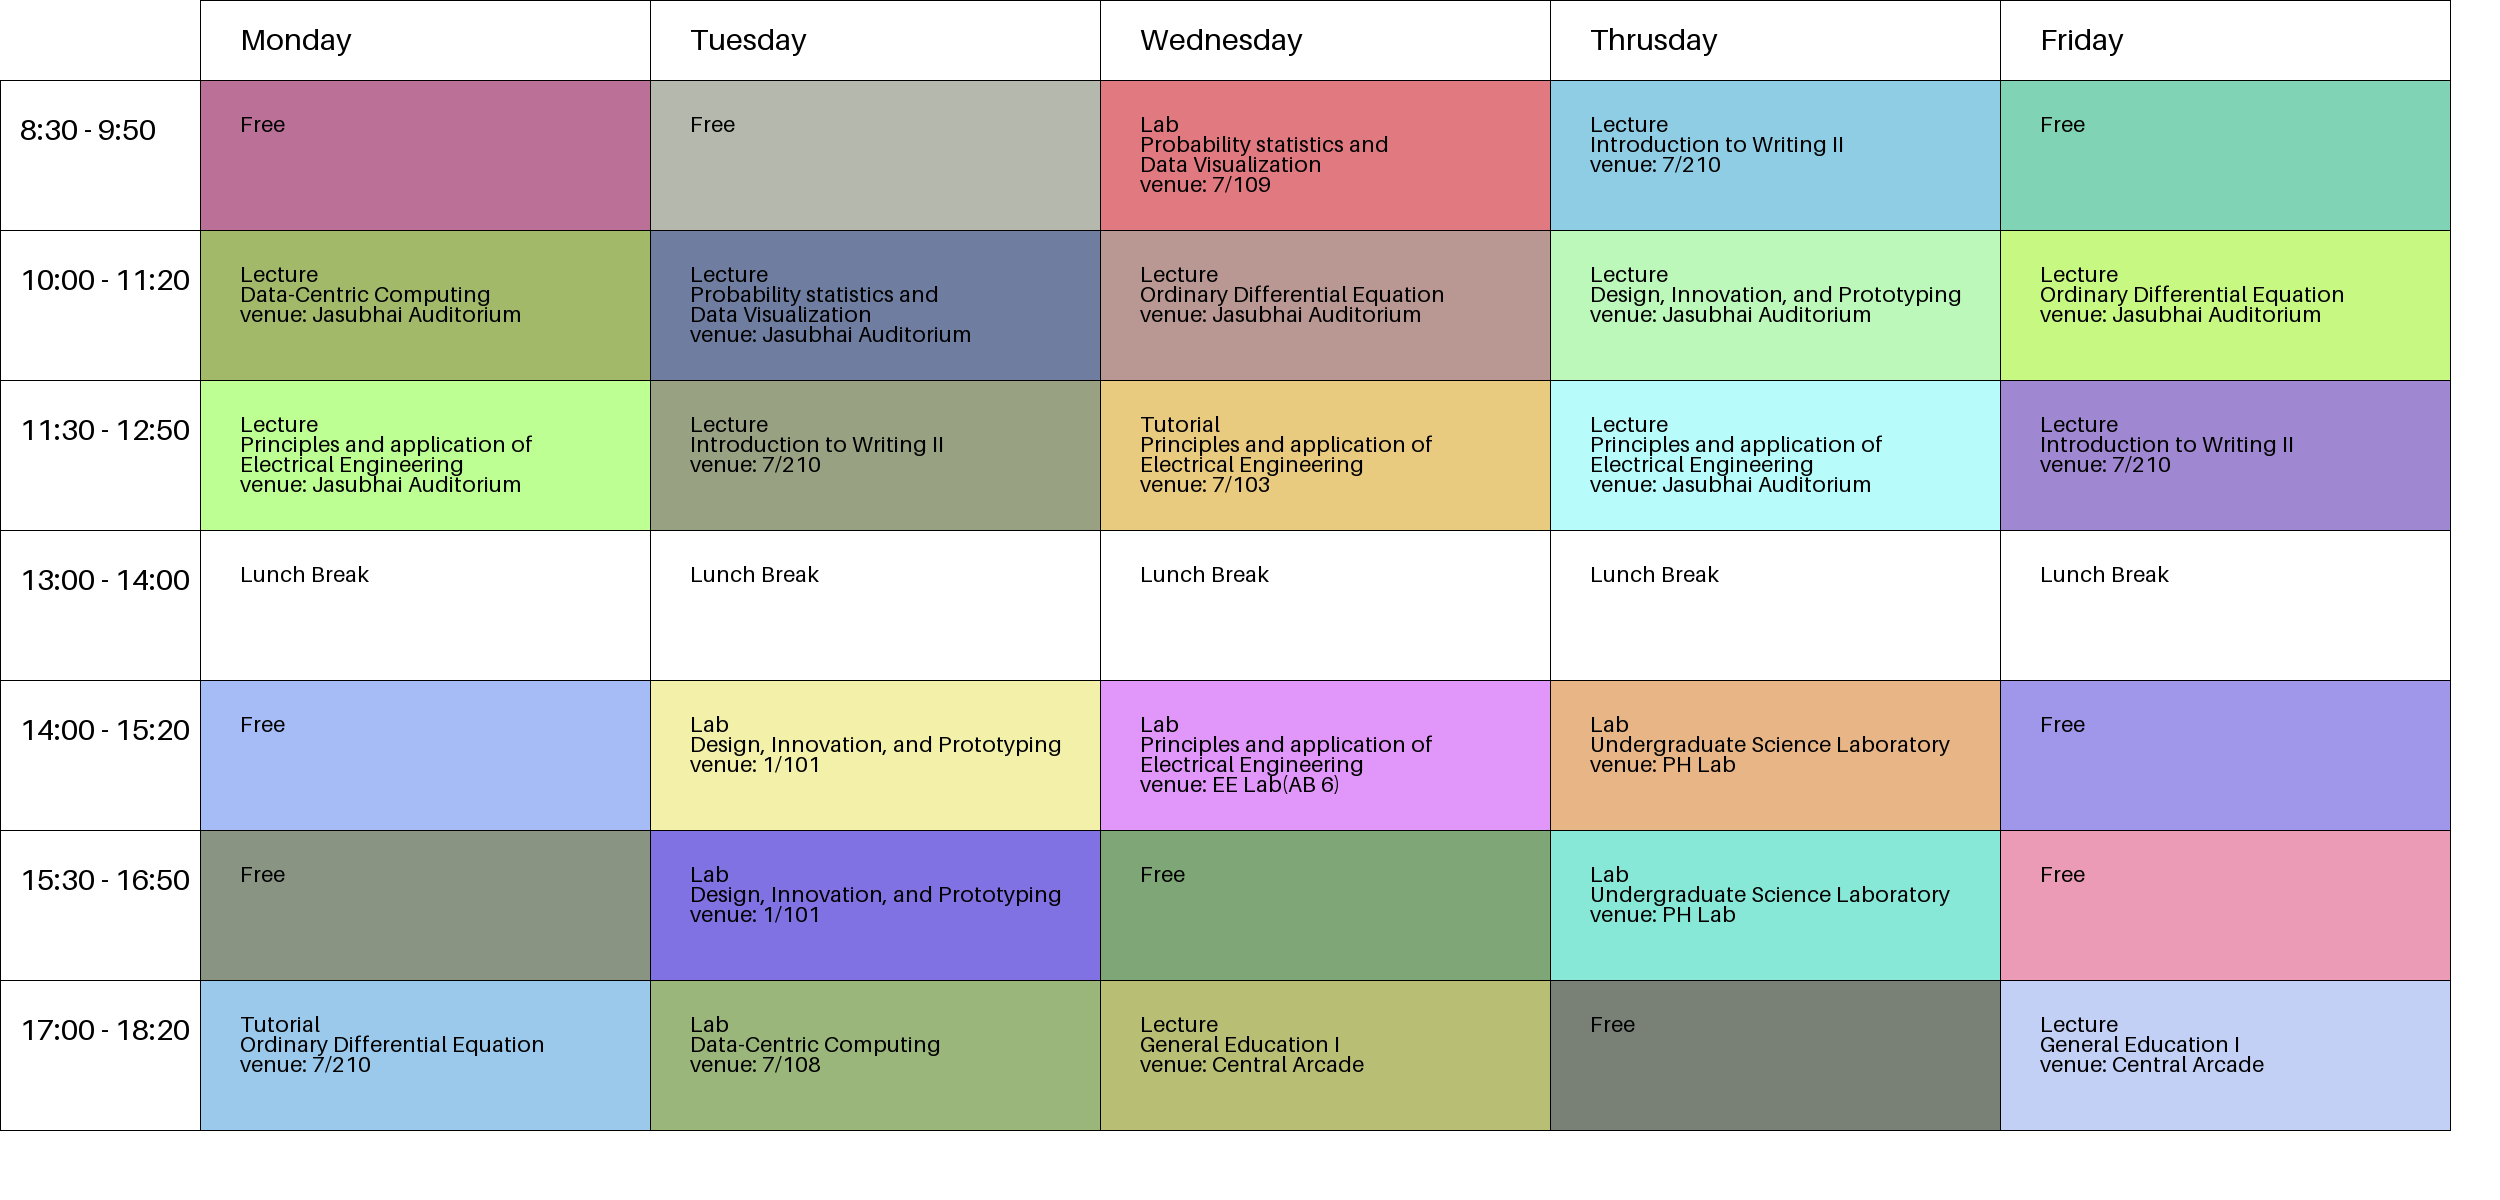 Monday Tuesday Wednesday Thrusday Friday
8:30 - 9:50
Free
Free
Lab
Probability statistics and
Data Visualization
venue: 7/109
Lecture
Introduction to Writing II
venue: 7/210
Free
10:00 - 11:20
Lecture
Data-Centric Computing
venue: Jasubhai Auditorium
Lecture
Probability statistics and
Data Visualization
venue: Jasubhai Auditorium
Lecture
Ordinary Differential Equation
venue: Jasubhai Auditorium
Lecture
Design, Innovation, and Prototyping
venue: Jasubhai Auditorium
Lecture
Ordinary Differential Equation
venue: Jasubhai Auditorium
11:30 - 12:50
Lecture
Principles and application of
Electrical Engineering
venue: Jasubhai Auditorium
Lecture
Introduction to Writing II
venue: 7/210
Tutorial
Principles and application of
Electrical Engineering
venue: 7/103
Lecture
Principles and application of
Electrical Engineering
venue: Jasubhai Auditorium
Lecture
Introduction to Writing II
venue: 7/210
13:00 - 14:00
Lunch Break
Lunch Break
Lunch Break
Lunch Break
Lunch Break
14:00 - 15:20
Free
Lab
Design, Innovation, and Prototyping
venue: 1/101
Lab
Principles and application of
Electrical Engineering
venue: EE Lab(AB 6)
Lab
Undergraduate Science Laboratory
venue: PH Lab
Free
15:30 - 16:50
Free
Lab
Design, Innovation, and Prototyping
venue: 1/101
Free
Lab
Undergraduate Science Laboratory
venue: PH Lab
Free
17:00 - 18:20
Tutorial
Ordinary Differential Equation
venue: 7/210
Lab
Data-Centric Computing
venue: 7/108
Lecture
General Education I
venue: Central Arcade
Free
Lecture
General Education I
venue: Central Arcade